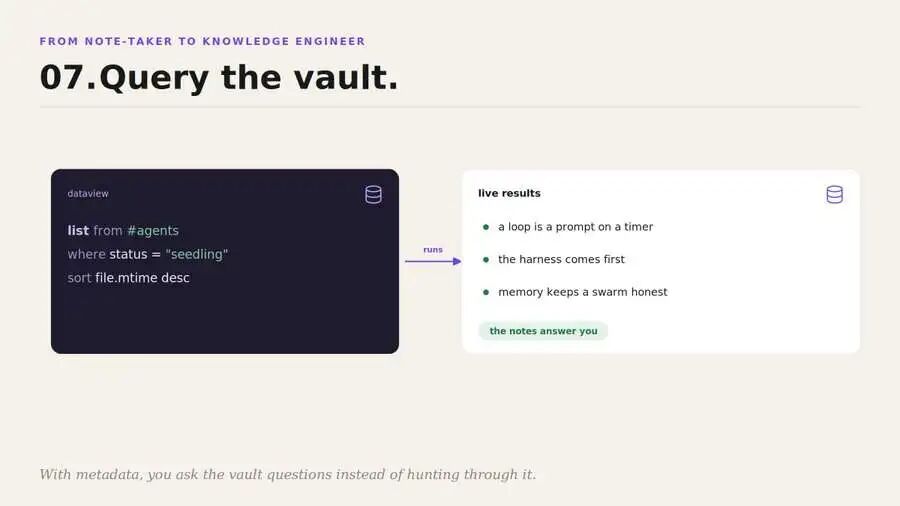 FROM NOTE-TAKER TO KNOWLEDGE ENGINEER
07.Query the vault.
dataview
list from #agents
where status = "seedling"
sort file.mtime desc
runs
live results
a loop is a prompt on a timer
the harness comes first
memory keeps a swarm honest
the notes answer you
With metadata, you ask the vault questions instead of hunting through it.